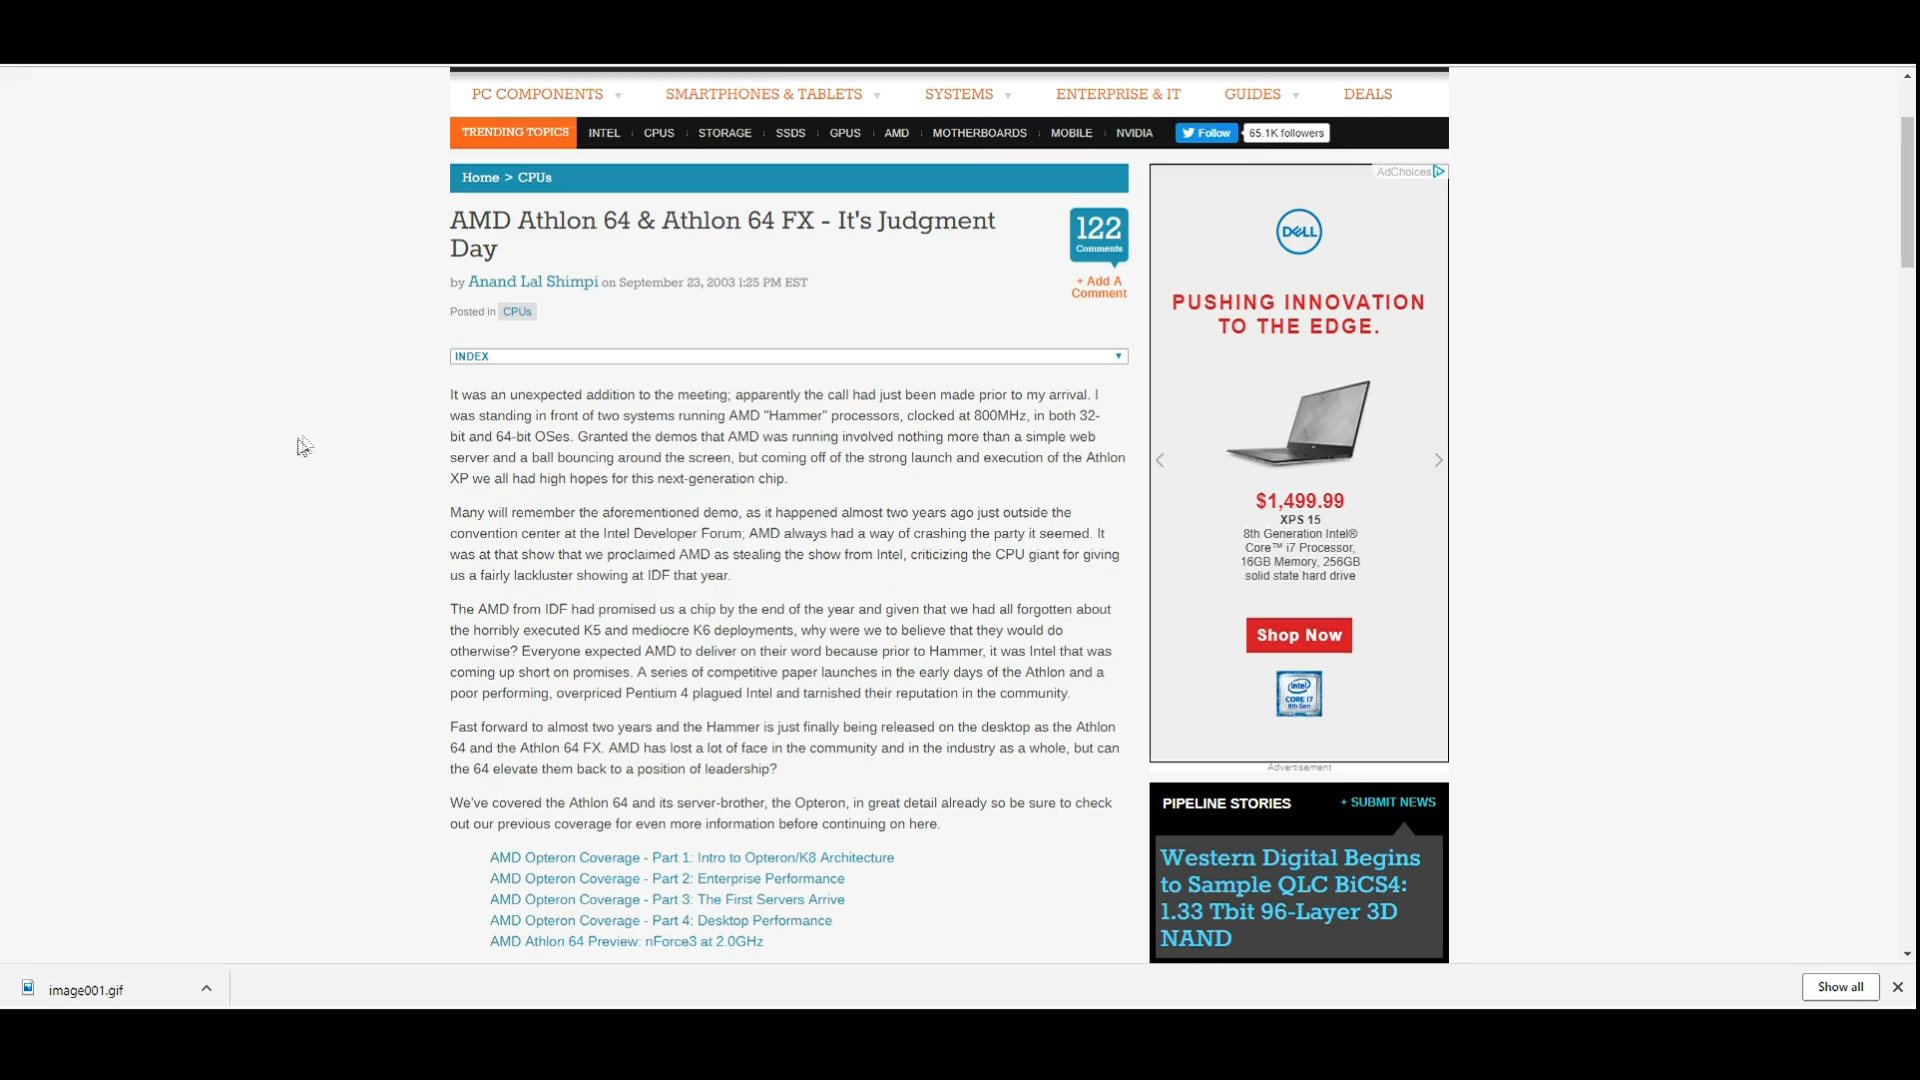 PC COMPONENTS SMARTPHONES & TABLETS SYSTEMS ENTERPRISE & IT GUIDES DEALS
TRENDING TOPICS INTEL CPUS STORAGE SSDS GPUS AMD MOTHERBOARDS MOBILE NVIDIA Follow 65.1K followers
Home > CPUs
AMD Athlon 64 & Athlon 64 FX - It's Judgment
Day
by Anand Lal Shimpi on September 23, 2003 1:25 PM EST
Posted in CPUs
122
Comments
+ Add A
Comment
INDEX
It was an unexpected addition to the meeting; apparently the call had just been made prior to my arrival. I
was standing in front of two systems running AMD "Hammer" processors, clocked at 800MHz, in both 32-
bit and 64-bit OSes. Granted the demos that AMD was running involved nothing more than a simple web
server and a ball bouncing around the screen, but coming off of the strong launch and execution of the Athlon
XP we all had high hopes for this next-generation chip.
Many will remember the aforementioned demo, as it happened almost two years ago just outside the
convention center at the Intel Developer Forum; AMD always had a way of crashing the party it seemed. It
was at that show that we proclaimed AMD as stealing the show from Intel, criticizing the CPU giant for giving
us a fairly lackluster showing at IDF that year.
The AMD from IDF had promised us a chip by the end of the year and given that we had all forgotten about
the horribly executed K5 and mediocre K6 deployments, why were we to believe that they would do
otherwise? Everyone expected AMD to deliver on their word because prior to Hammer, it was Intel that was
coming up short on promises. A series of competitive paper launches in the early days of the Athlon and a
poor performing, overpriced Pentium 4 plagued Intel and tarnished their reputation in the community.
Fast forward to almost two years and the Hammer is just finally being released on the desktop as the Athlon
64 and the Athlon 64 FX. AMD has lost a lot of face in the community and in the industry as a whole, but can
the 64 elevate them back to a position of leadership?
We've covered the Athlon 64 and its server-brother, the Opteron, in great detail already so be sure to check
out our previous coverage for even more information before continuing on here.
AMD Opteron Coverage - Part 1: Intro to Opteron/K8 Architecture
AMD Opteron Coverage - Part 2: Enterprise Performance
AMD Opteron Coverage - Part 3: The First Servers Arrive
AMD Opteron Coverage - Part 4: Desktop Performance
AMD Athlon 64 Preview: nForce3 at 2.0GHz
AdChoices
DELL
PUSHING INNOVATION
TO THE EDGE.
$1,499.99
XPS 15
8th Generation Intel®
Core™ i7 Processor,
16GB Memory, 256GB
solid state hard drive
Shop Now
intel
CORE i7
8th Gen
Advertisement
PIPELINE STORIES + SUBMIT NEWS
Western Digital Begins
to Sample QLC BiCS4:
1.33 Tbit 96-Layer 3D
NAND
image001.gif
Show all